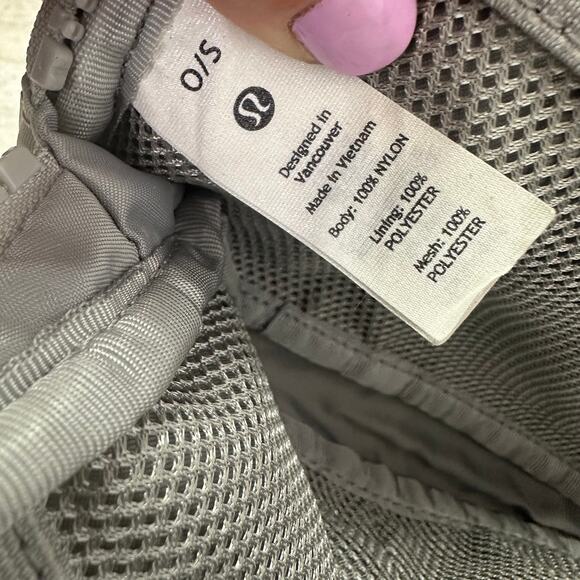 O/S
Designed in
Vancouver
Made in Vietnam
Body: 100% NYLON
Lining: 100%
POLYESTER
Mesh: 100%
POLYESTER